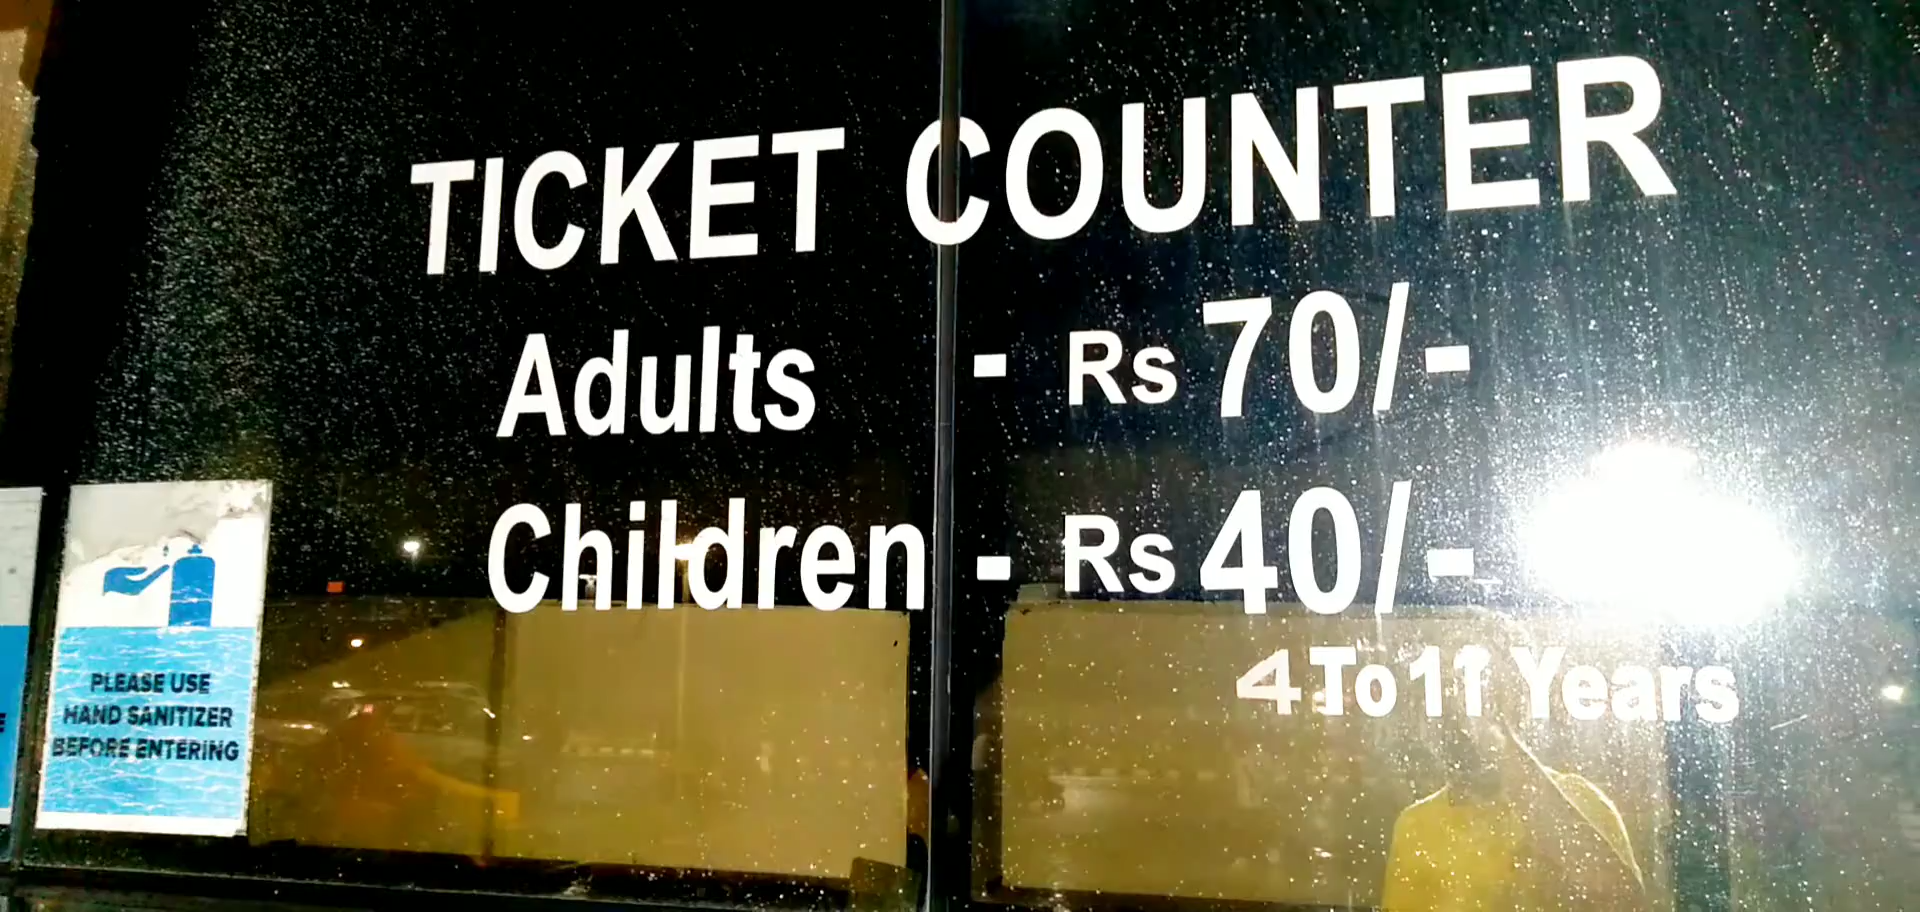 TICKET COUNTER
Adults - Rs 70/-
Children - Rs 40/-
4 To 11 Years
PLEASE USE
HAND SANITIZER
BEFORE ENTERING